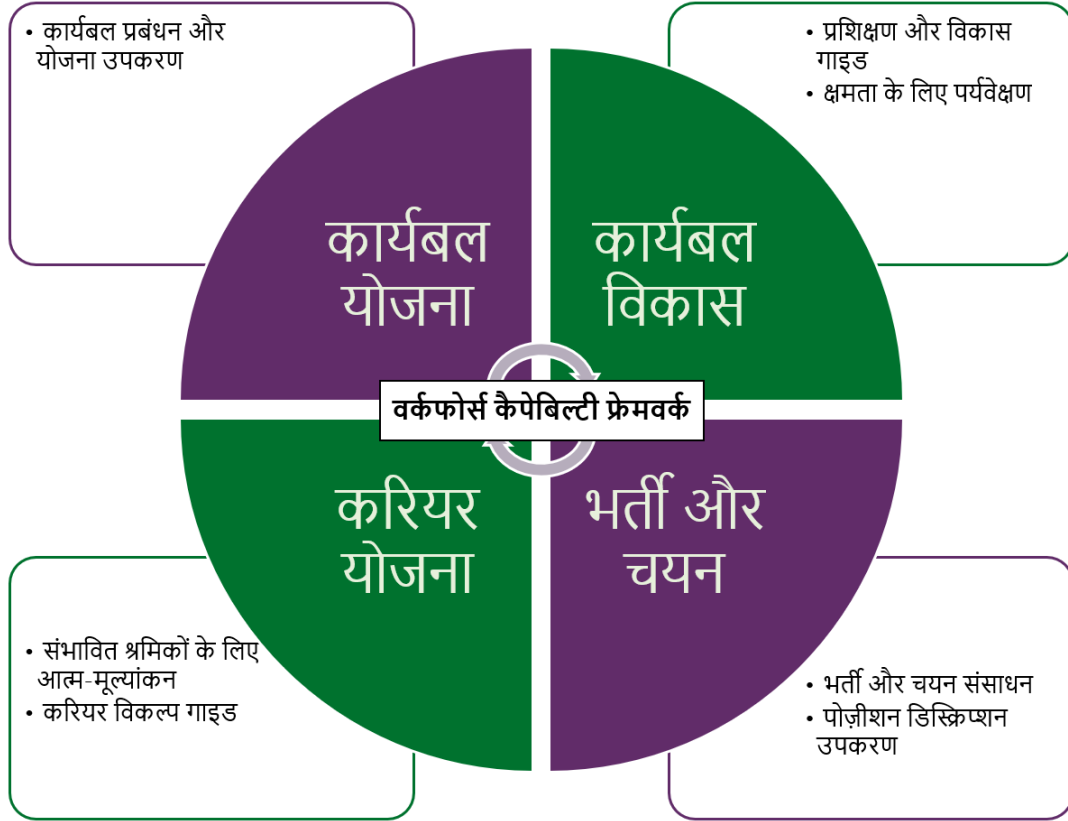 • कार्यबल प्रबंधन और
योजना उपकरण
• प्रशिक्षण और विकास
गाइड
• क्षमता के लिए पर्यवेक्षण
कार्यबल
योजना
कार्यबल
विकास
वर्कफोर्स कैपेबिल्टी फ्रेमवर्क
करियर
योजना
भर्ती और
चयन
• संभावित श्रमिकों के लिए
आत्म-मूल्यांकन
• करियर विकल्प गाइड
• भर्ती और चयन संसाधन
• पोज़ीशन डिस्क्रिप्शन
उपकरण